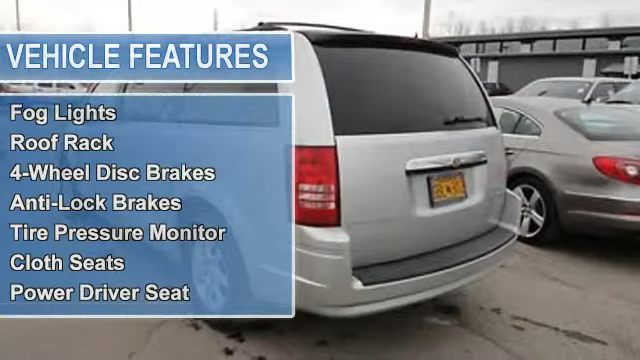 VEHICLE FEATURES
Fog Lights
Roof Rack
4-Wheel Disc Brakes
Anti-Lock Brakes
Tire Pressure Monitor
Cloth Seats
Power Driver Seat